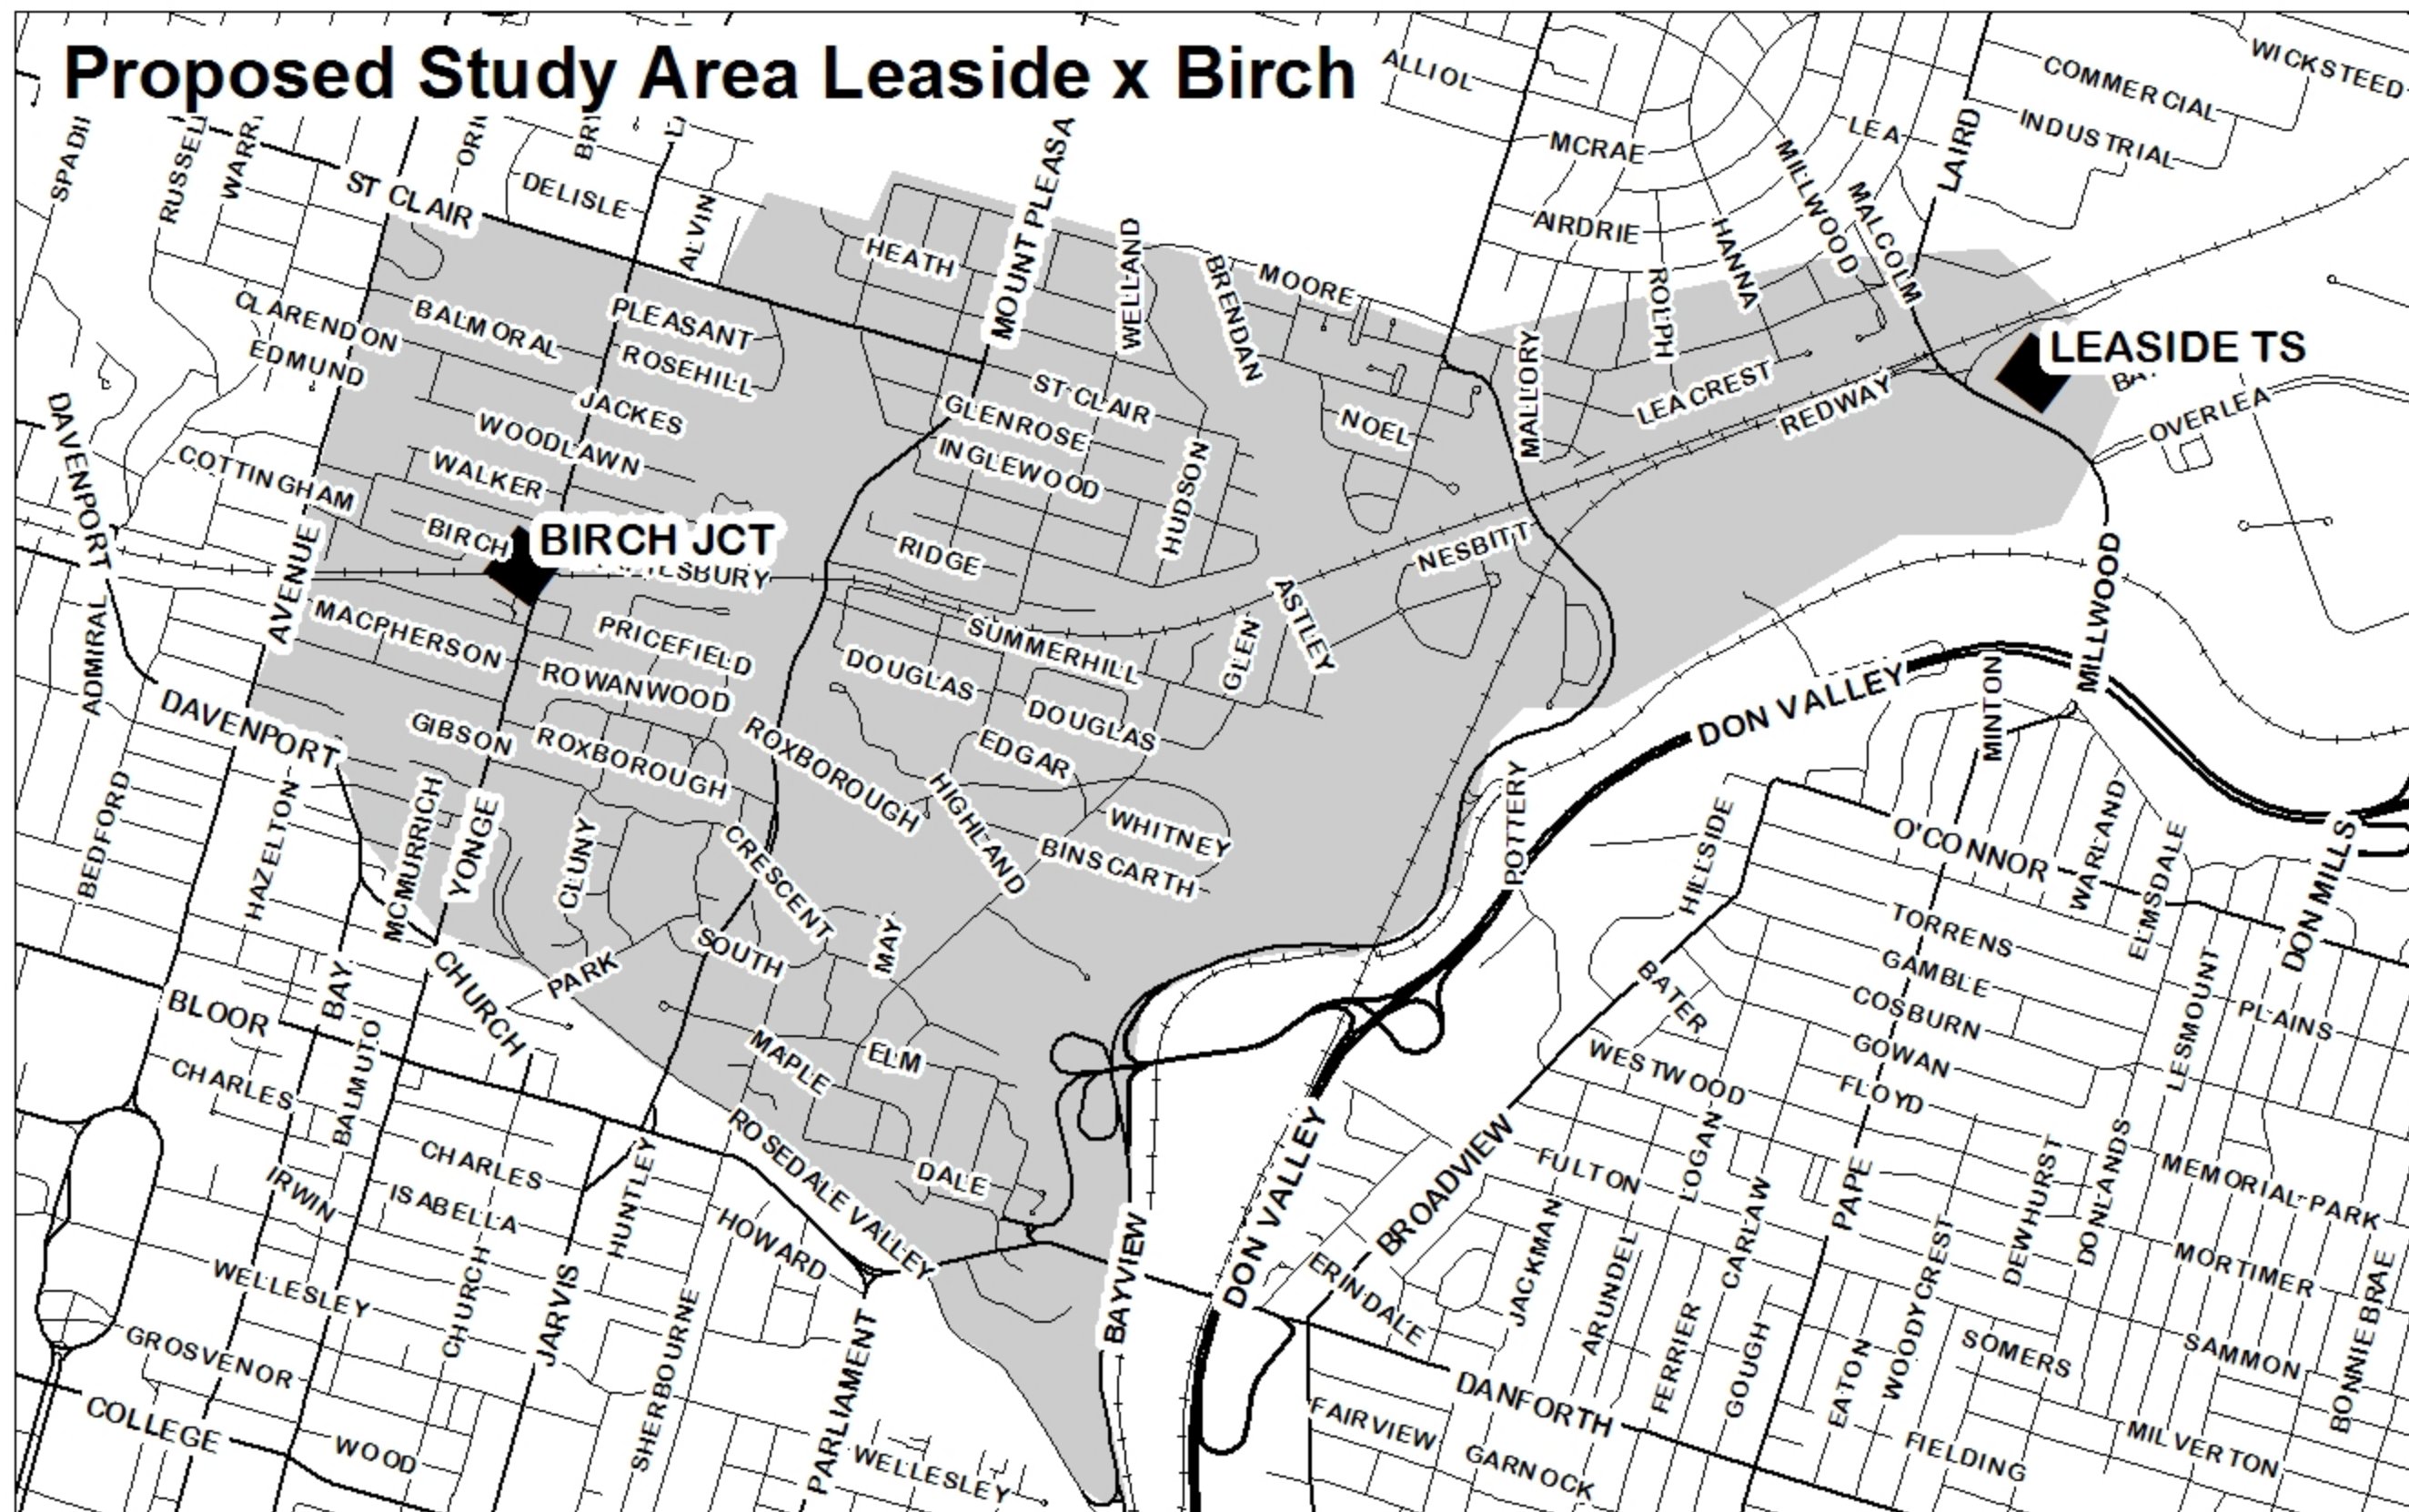 Proposed Study Area Leaside x Birch
ALLIOL
WICKSTEED
COMMERCIAL
INDUSTRIAL
LEA
LAIRD
MCRAE
MILLWOOD
MALCOLM
AIRDRIE
HANNA
ROLPH
ST CLAIR
DELISLE
ALVIN
HEATH
MOUNT PLEASA
WELLAND
BRENDAN
MOORE
MALLORY
LEACREST
REDWAY
LEASIDE TS
OVERLEA
CLARENDON
EDMUND
BALMORAL
PLEASANT
ROSEHILL
JACKES
WOODLAWN
WALKER
COTTINGHAM
BIRCH
BIRCH JCT
DAVENPORT
AVENUE
ADMIRAL
ST CLAIR
GLENROSE
INGLEWOOD
HUDSON
NOEL
RIDGE
NESBITT
ASTLEY
GLEN
SUMMERHILL
MACPHERSON
PRICEFIELD
ROWANWOOD
DOUGLAS
DOUGLAS
EDGAR
DAVENPORT
GIBSON
ROXBOROUGH
ROXBOROUGH
HIGHLAND
WHITNEY
BINSCARTH
MILLWOOD
DON VALLEY
MINTON
POTTERY
HILLSIDE
O'CONNOR
WARLAND
ELMSDALE
DON MILLS
BEDFORD
HAZELTON
MCMURRICH
YONGE
CLUNY
CRESCENT
MAY
SOUTH
PARK
CHURCH
BAY
BLOOR
BALMUTO
CHARLES
MAPLE
ELM
TORRENS
GAMBLE
COSBURN
GOWAN
FLOYD
LESMOUNT
PLAINS
BATER
WESTWOOD
LOGAN
ROSEDALE VALLEY
DALE
CHARLES
ISABELLA
IRWIN
HUNTLEY
HOWARD
WELLESLEY
CHURCH
JARVIS
SHERBOURNE
PARLIAMENT
GROSVENOR
COLLEGE
WOOD
WELLESLEY
BAYVIEW
DON VALLEY
BROADVIEW
ERINDALE
FULTON
JACKMAN
ARUNDEL
CARLAW
FERRIER
GOUGH
PAPE
EATON
WOODYCREST
DEWHURST
DONLANDS
MEMORIAL PARK
MORTIMER
SAMMON
SOMERS
BONNIE BRAE
DANFORTH
FAIRVIEW
GARNOCK
FIELDING
MILVERTON